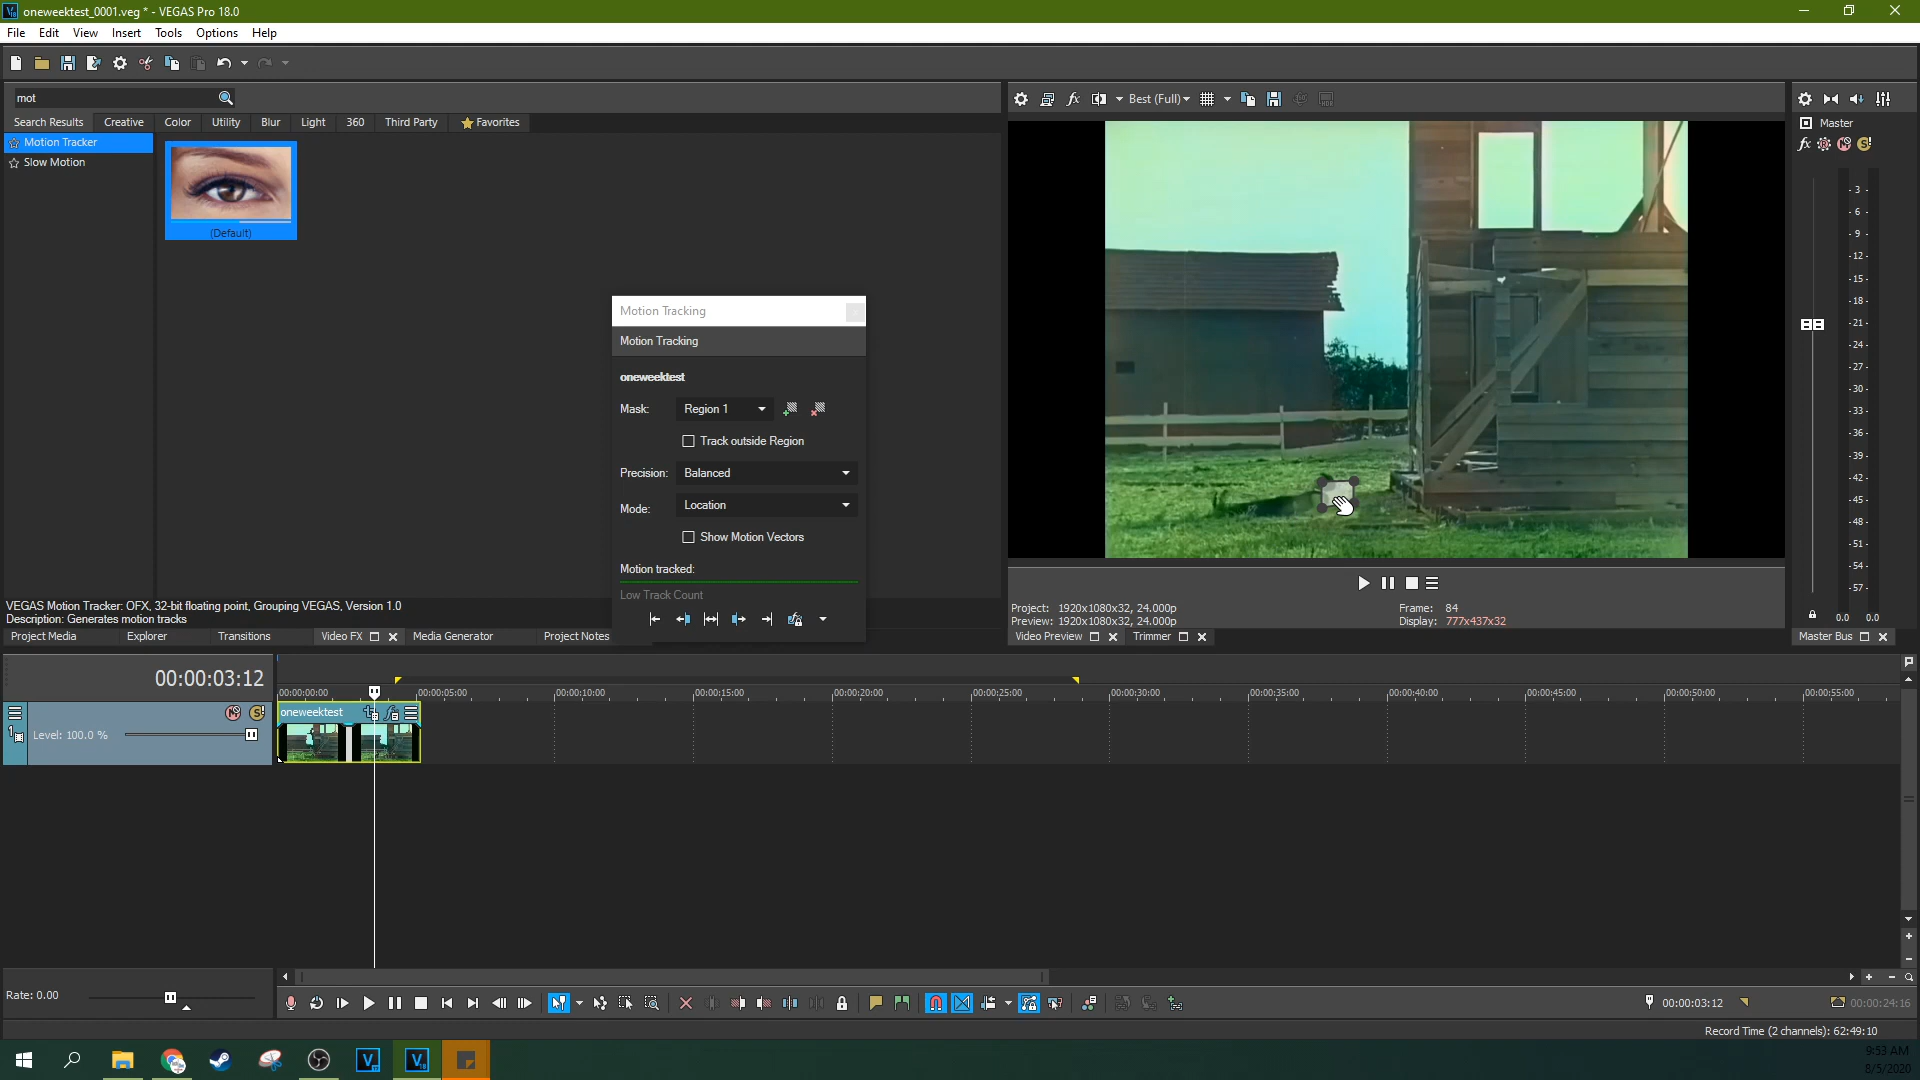 oneweektest_0001.veg * - VEGAS Pro 18.0
File Edit View Insert Tools Options Help
mot
Search Results Creative Color Utility Blur Light 360 Third Party Favorites
Motion Tracker
Slow Motion
(Default)
Best (Full)
Master
Motion Tracking
Motion Tracking
oneweektest
Mask: Region 1
Track outside Region
Precision: Balanced
Mode: Location
Show Motion Vectors
Motion tracked:
Low Track Count
- 3 -
- 6 -
- 9 -
- 12 -
- 15 -
- 18 -
- 21 -
- 24 -
- 27 -
- 30 -
- 33 -
- 36 -
- 39 -
- 42 -
- 45 -
- 48 -
- 51 -
- 54 -
- 57 -
0.0 0.0
VEGAS Motion Tracker: OFX, 32-bit floating point, Grouping VEGAS, Version 1.0
Description: Generates motion tracks
Project: 1920x1080x32, 24.000p
Preview: 1920x1080x32, 24.000p
Frame: 84
Display: 777x437x32
Project Media Explorer Transitions Video FX Media Generator Project Notes
Video Preview Trimmer
Master Bus
00:00:03:12
00:00:00:00 00:00:05:00 00:00:10:00 00:00:15:00 00:00:20:00 00:00:25:00 00:00:30:00 00:00:35:00 00:00:40:00 00:00:45:00 00:00:50:00 00:00:55:00
1
Level: 100.0 %
oneweektest
Rate: 0.00
00:00:03:12
00:00:24:16
Record Time (2 channels): 62:49:10
9:53 AM
8/5/2020